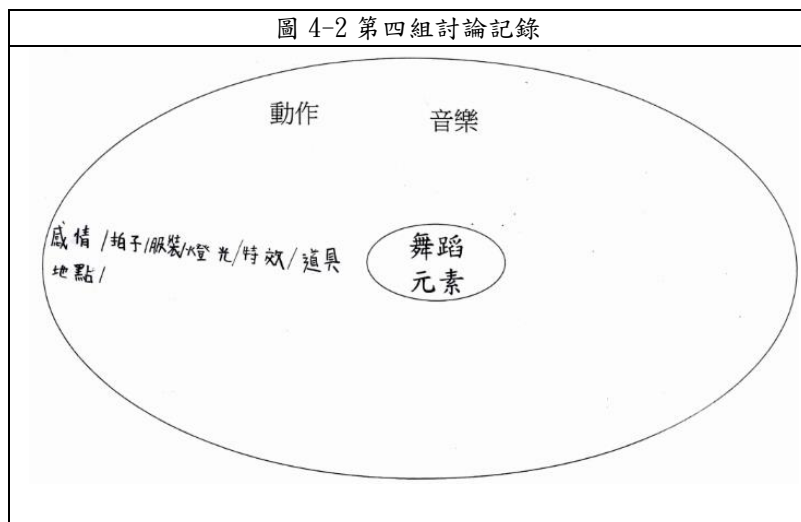 圖 4-2 第四組討論記錄
動作 音樂
感情/拍子/服裝/燈光/特效/道具
地點/
舞蹈
元素